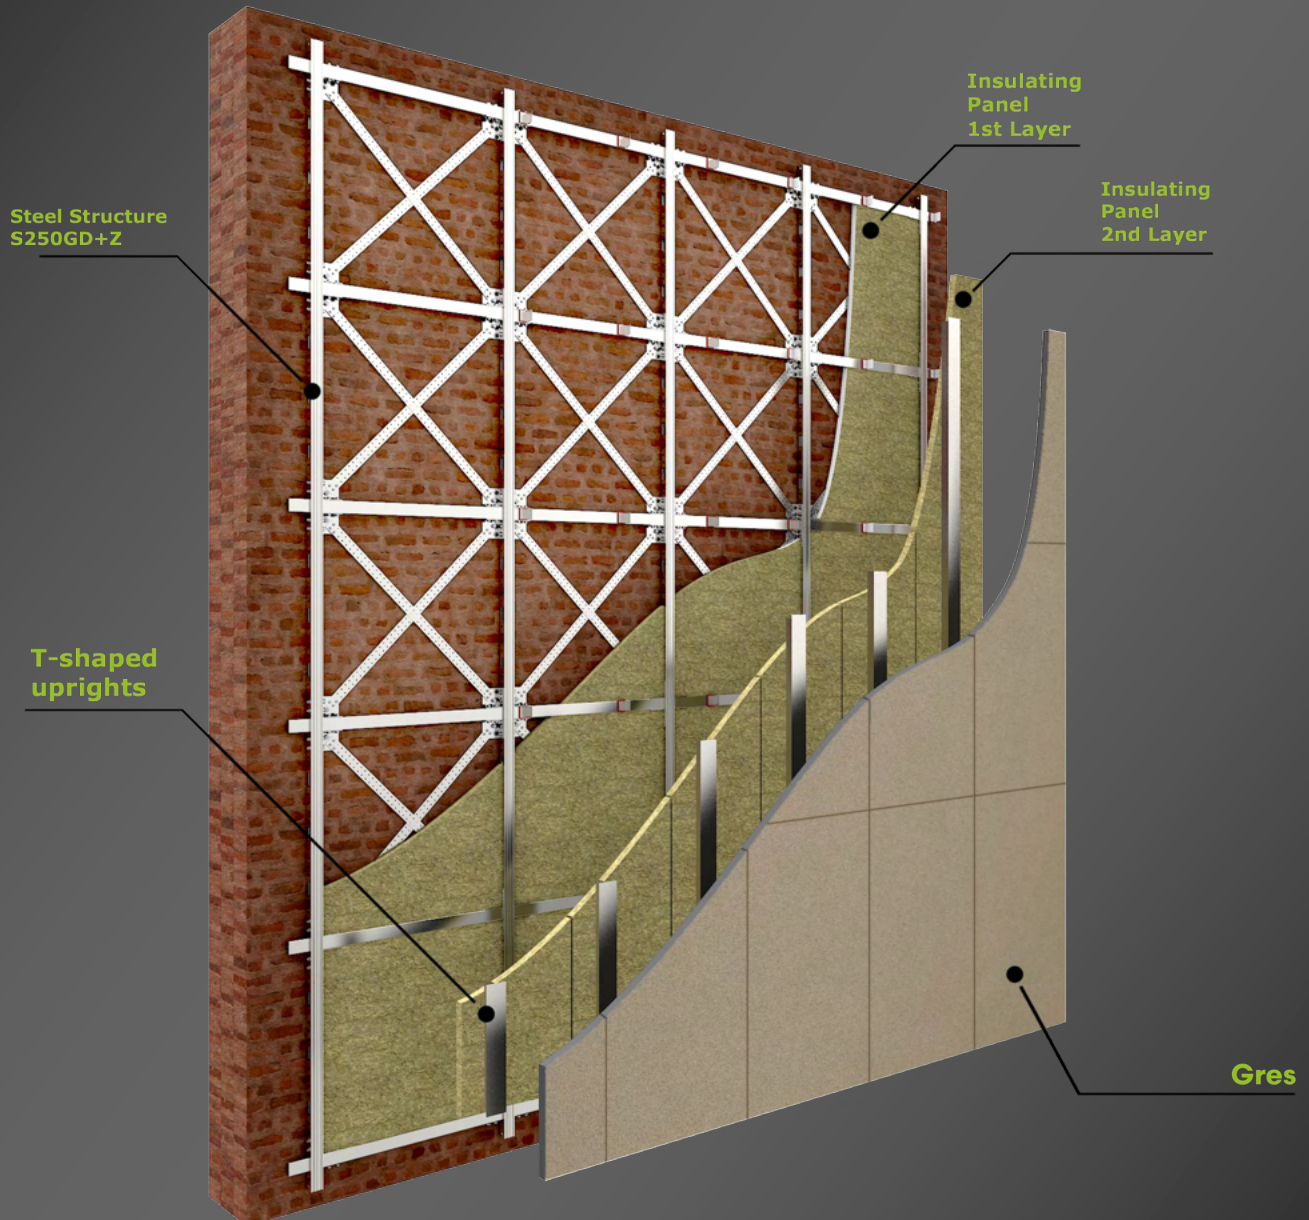 Insulating
Panel
1st Layer
Insulating
Panel
2nd Layer
Steel Structure
S250GD+Z
T-shaped
uprights
Gres